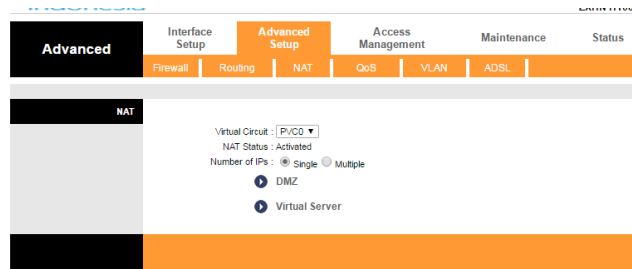 Advanced
Interface Setup
Advanced Setup
Access Management
Maintenance
Status
Firewall
Routing
NAT
QoS
VLAN
ADSL
NAT
Virtual Circuit : PVC0
NAT Status : Activated
Number of IPs : Single Multiple
DMZ
Virtual Server